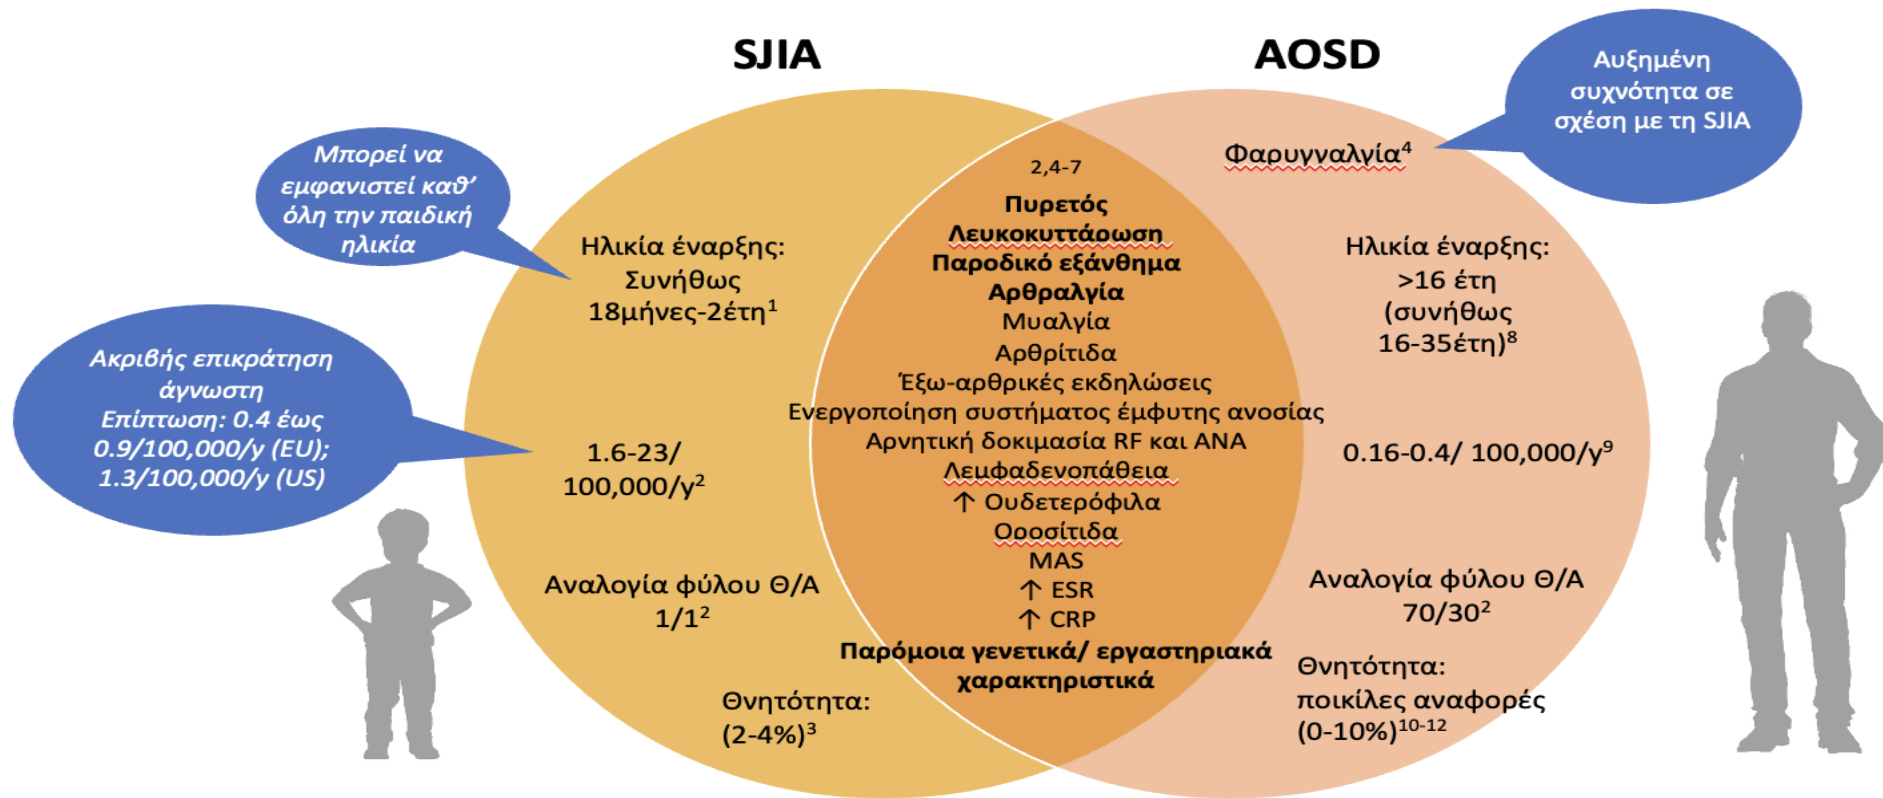 SJIA
AOSD
Αυξημένη
συχνότητα σε
σχέση με τη SJIA
Μπορεί να
εμφανιστεί καθ’
όλη την παιδική
ηλικία
Ακριβής επικράτηση
άγνωστη
Επίπτωση: 0.4 έως
0.9/100,000/y (EU);
1.3/100,000/y (US)
Ηλικία έναρξης:
Συνήθως
18μήνες-2έτη¹
1.6-23/
100,000/y²
Αναλογία φύλου Θ/Α
1/1²
Θνητότητα:
(2-4%)³
2,4-7
Πυρετός
Λευκοκυττάρωση
Παροδικό εξάνθημα
Αρθραλγία
Μυαλγία
Αρθρίτιδα
Έξω-αρθρικές εκδηλώσεις
Ενεργοποίηση συστήματος έμφυτης ανοσίας
Αρνητική δοκιμασία RF και ANA
Λεμφαδενοπάθεια
↑ Ουδετερόφιλα
Οροσίτιδα
MAS
↑ ESR
↑ CRP
Παρόμοια γενετικά/ εργαστηριακά
χαρακτηριστικά
Φαρυγναλγία⁴
Ηλικία έναρξης:
>16 έτη
(συνήθως
16-35έτη)⁸
0.16-0.4/ 100,000/y⁹
Αναλογία φύλου Θ/Α
70/30²
Θνητότητα:
ποικίλες αναφορές
(0-10%)¹⁰⁻¹²